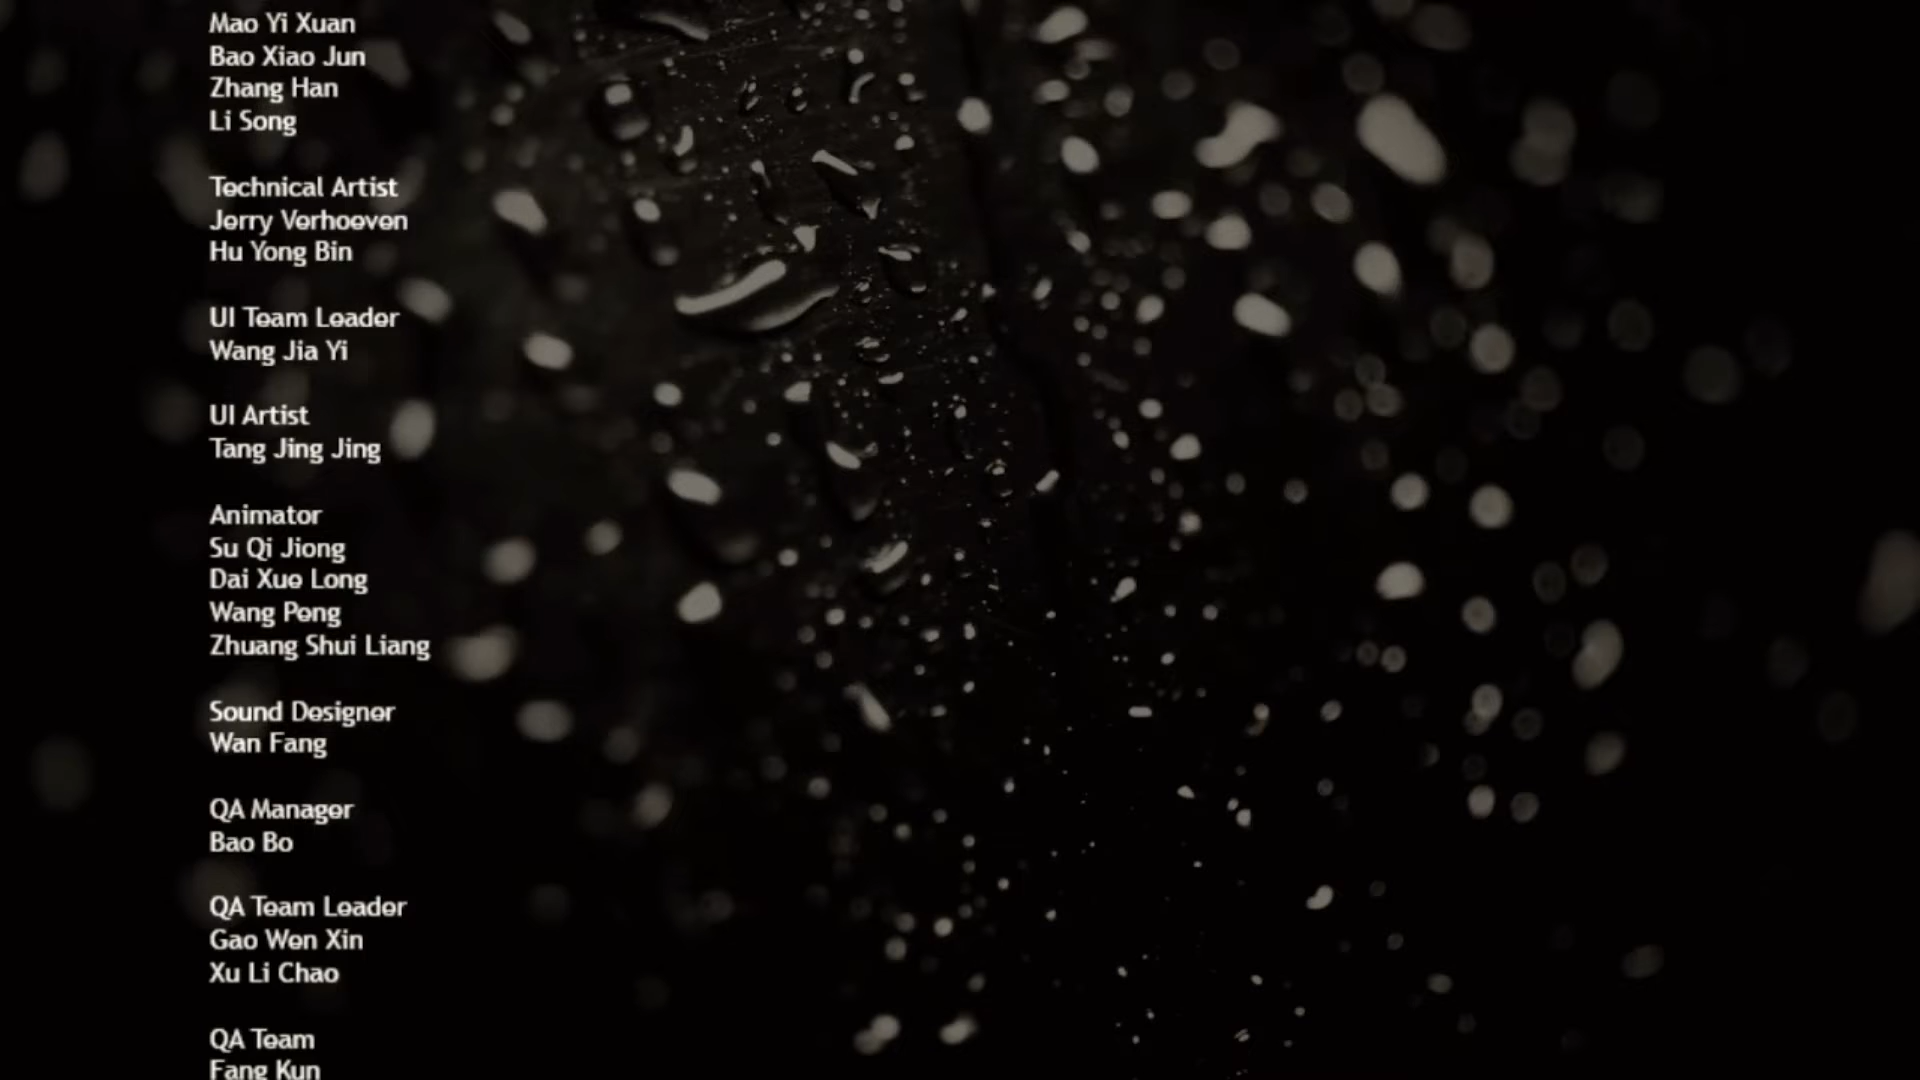 Mao Yi Xuan
Bao Xiao Jun
Zhang Han
Li Song
Technical Artist
Jerry Verhoeven
Hu Yong Bin
UI Team Leader
Wang Jia Yi
UI Artist
Tang Jing Jing
Animator
Su Qi Jiong
Dai Xue Long
Wang Peng
Zhuang Shui Liang
Sound Designer
Wan Fang
QA Manager
Bao Bo
QA Team Leader
Gao Wen Xin
Xu Li Chao
QA Team
Fang Kun